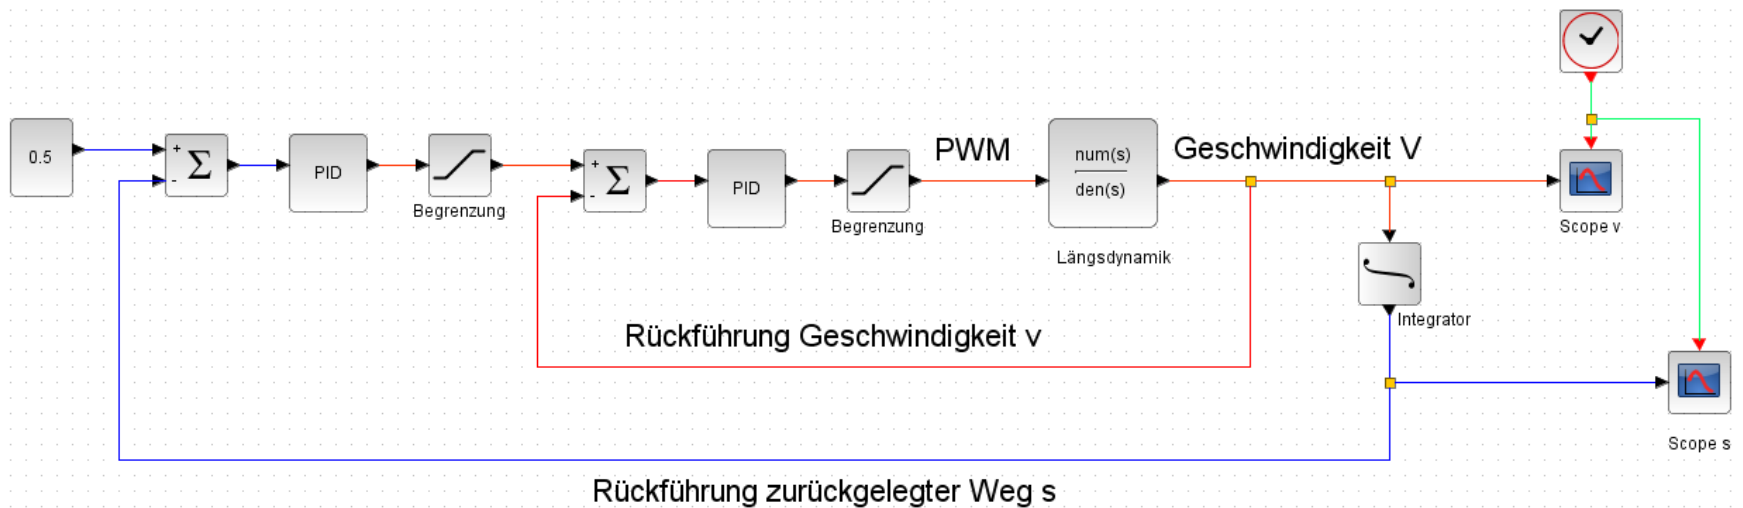 0.5
+
-
Σ
PID
Begrenzung
+
-
Σ
PID
Begrenzung
PWM
num(s)
den(s)
Längsdynamik
Geschwindigkeit V
Scope v
Integrator
Rückführung Geschwindigkeit v
Scope s
Rückführung zurückgelegter Weg s